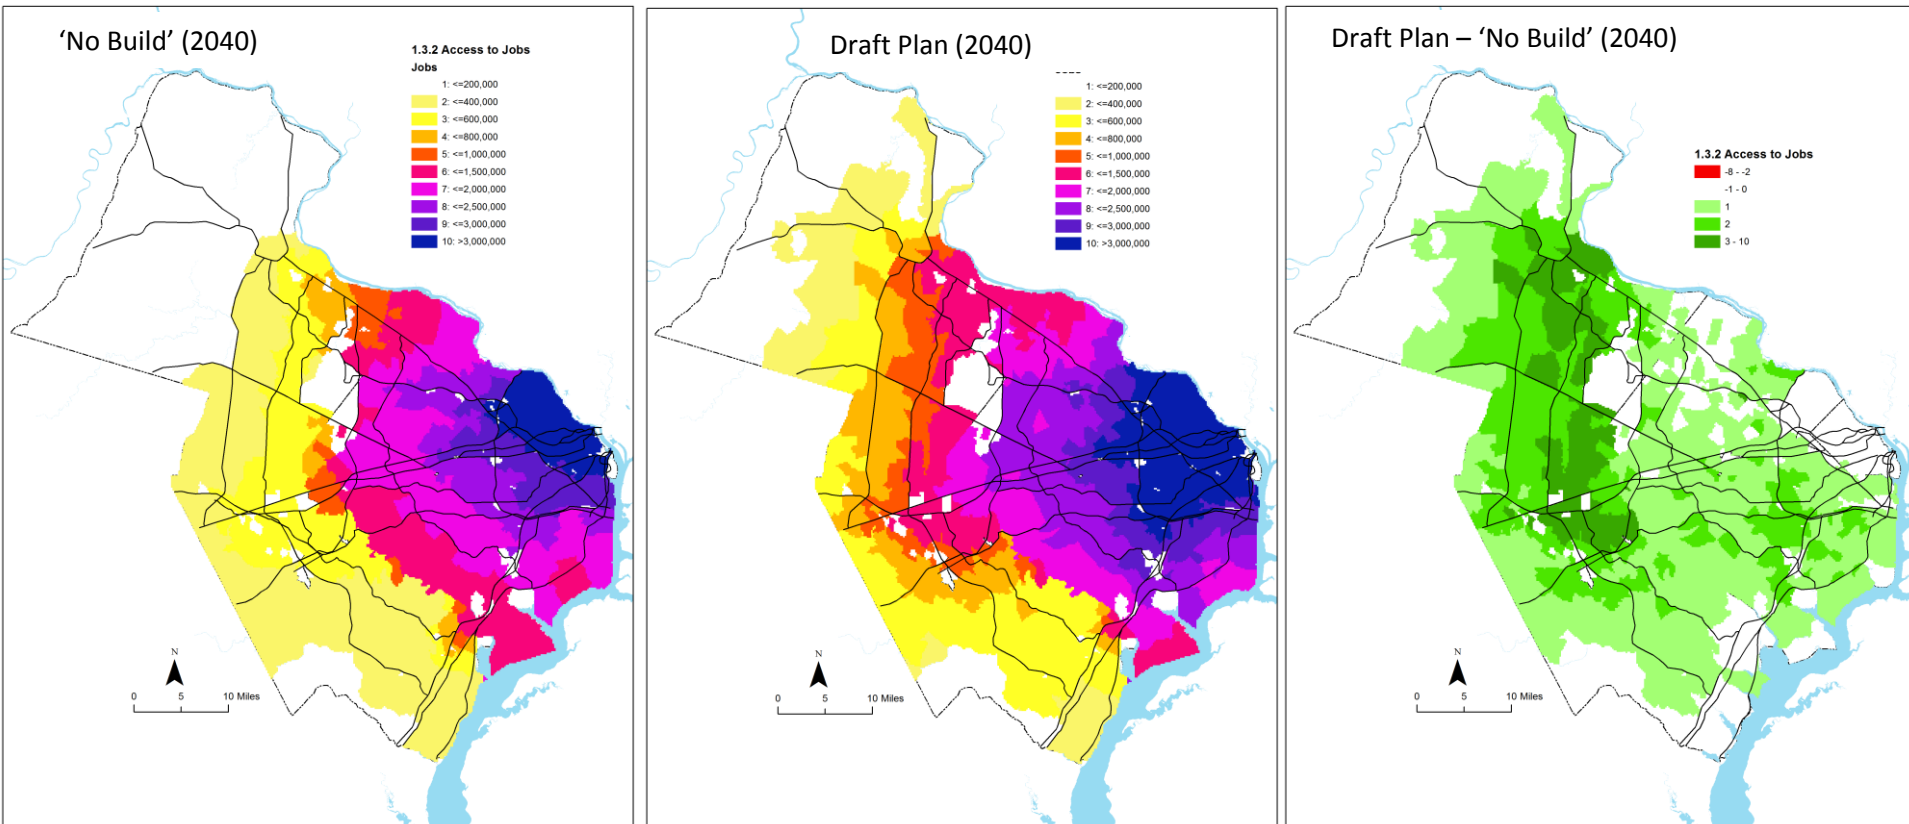 ‘No Build’ (2040)
1.3.2 Access to Jobs
Jobs
1: <=200,000
2: <=400,000
3: <=600,000
4: <=800,000
5: <=1,000,000
6: <=1,500,000
7: <=2,000,000
8: <=2,500,000
9: <=3,000,000
10: >3,000,000
N
0 5 10 Miles
Draft Plan (2040)
1: <=200,000
2: <=400,000
3: <=600,000
4: <=800,000
5: <=1,000,000
6: <=1,500,000
7: <=2,000,000
8: <=2,500,000
9: <=3,000,000
10: >3,000,000
N
0 5 10 Miles
Draft Plan – ‘No Build’ (2040)
1.3.2 Access to Jobs
-8 - -2
-1 - 0
1
2
3 - 10
N
0 5 10 Miles